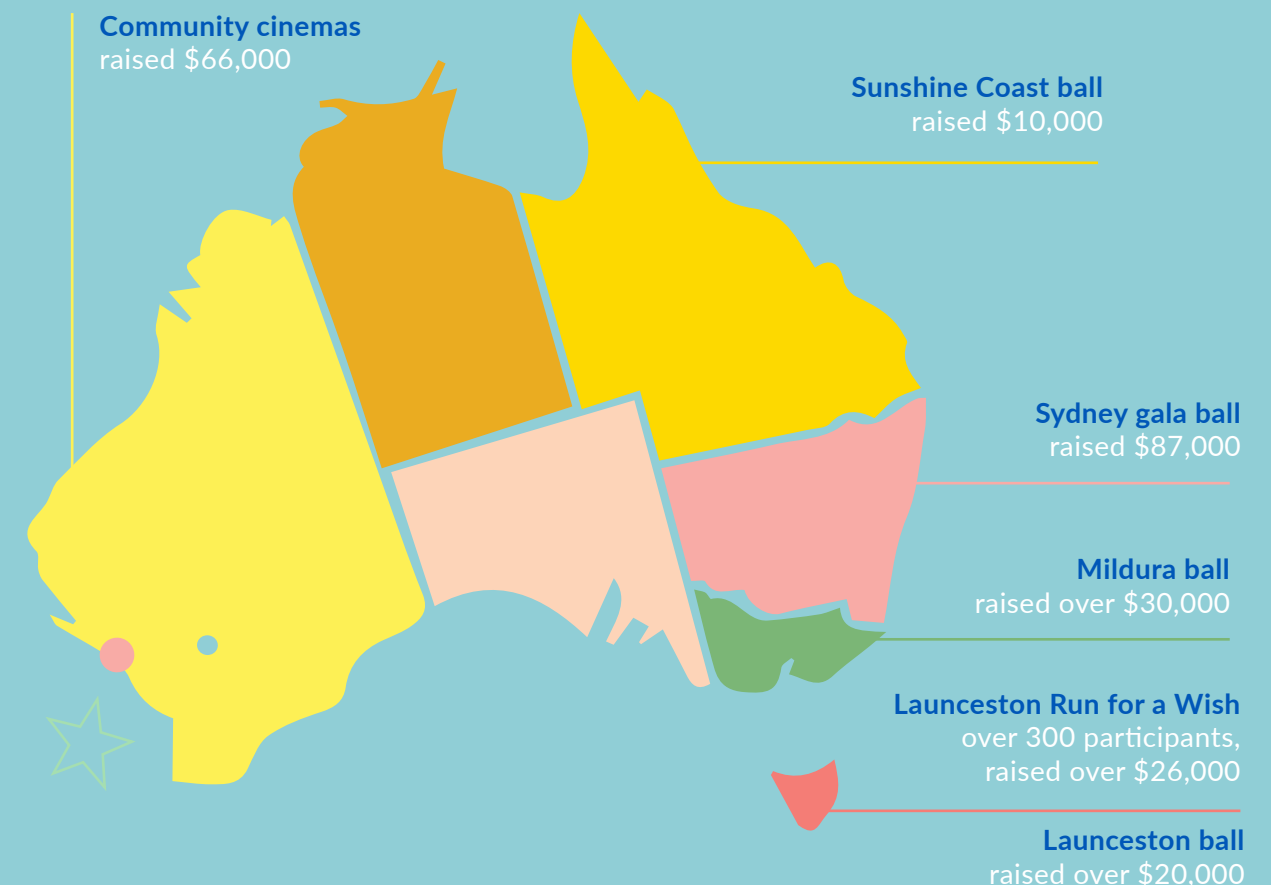 Community cinemas
raised $66,000
Sunshine Coast ball
raised $10,000
Sydney gala ball
raised $87,000
Mildura ball
raised over $30,000
Launceston Run for a Wish
over 300 participants,
raised over $26,000
Launceston ball
raised over $20,000